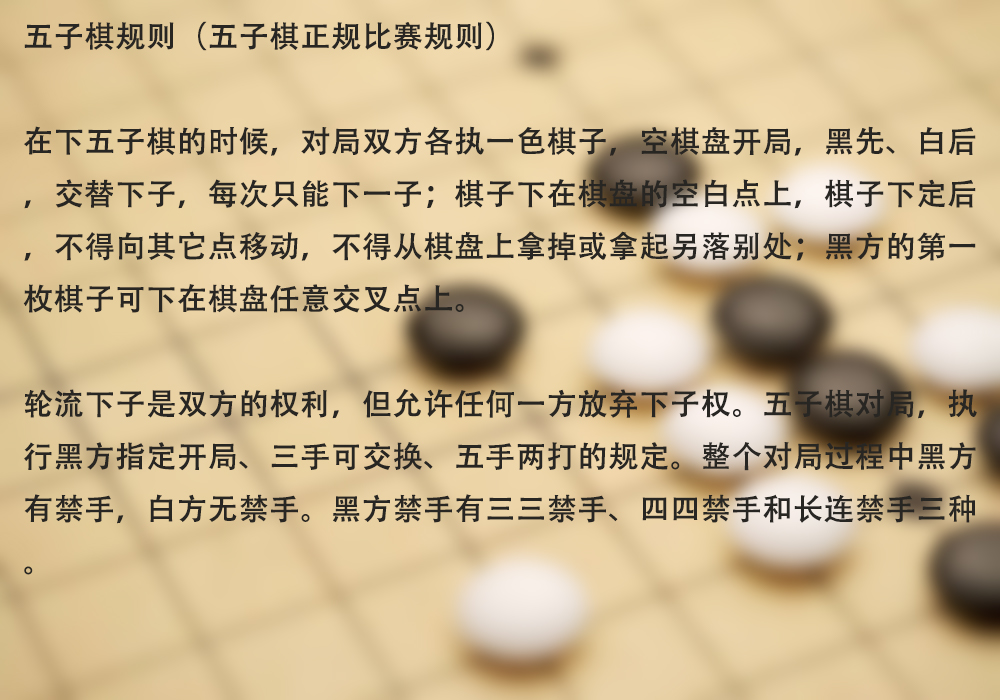 五子棋规则（五子棋正规比赛规则）
在下五子棋的时候，对局双方各执一色棋子，空棋盘开局，黑先、白后
，交替下子，每次只能下一子；棋子下在棋盘的空白点上，棋子下定后
，不得向其它点移动，不得从棋盘上拿掉或拿起另落别处；黑方的第一
枚棋子可下在棋盘任意交叉点上。
轮流下子是双方的权利，但允许任何一方放弃下子权。五子棋对局，执
行黑方指定开局、三手可交换、五手两打的规定。整个对局过程中黑方
有禁手，白方无禁手。黑方禁手有三三禁手、四四禁手和长连禁手三种
。